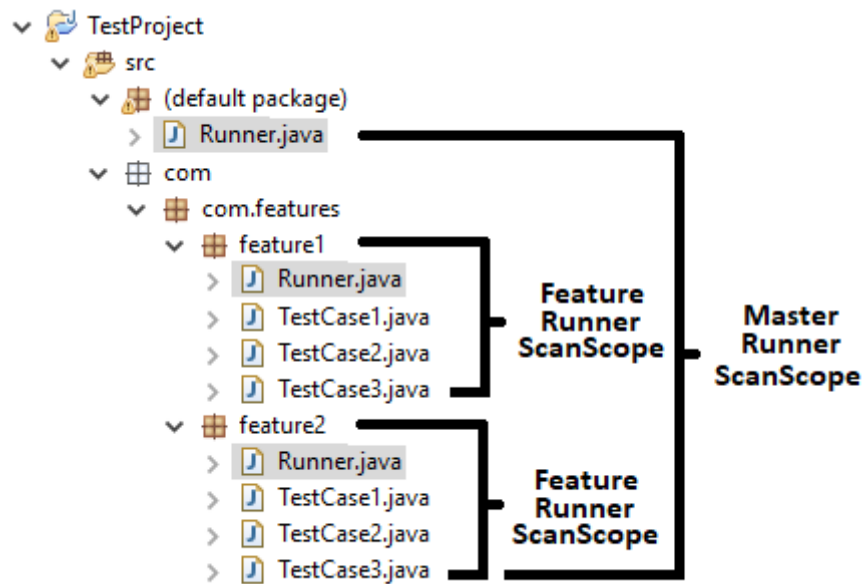 TestProject
src
(default package)
Runner.java
com
com.features
feature1
Runner.java
TestCase1.java
TestCase2.java
TestCase3.java
Feature
Runner
ScanScope
Master
Runner
ScanScope
feature2
Runner.java
TestCase1.java
TestCase2.java
TestCase3.java
Feature
Runner
ScanScope